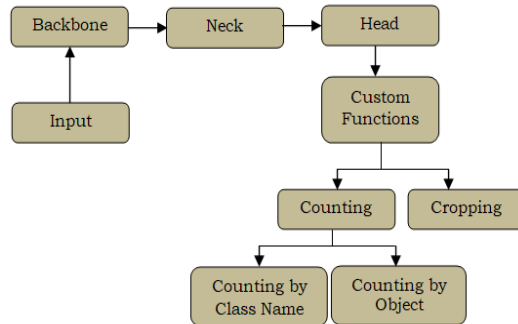 Backbone
Neck
Head
Input
Custom
Functions
Counting
Cropping
Counting by
Class Name
Counting by
Object